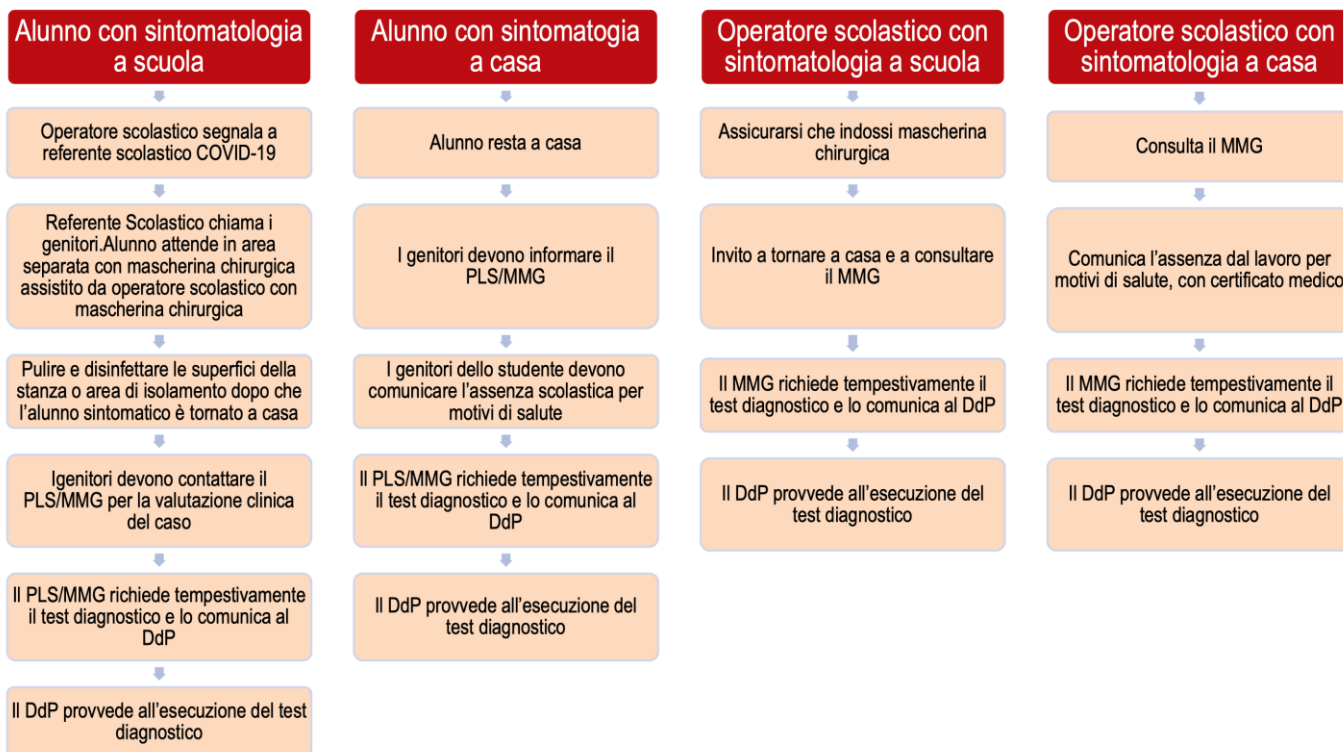 Alunno con sintomatologia
a scuola
Operatore scolastico segnala a
referente scolastico COVID-19
Referente Scolastico chiama i
genitori.Alunno attende in area
separata con mascherina chirurgica
assistito da operatore scolastico con
mascherina chirurgica
Pulire e disinfettare le superfici della
stanza o area di isolamento dopo che
l'alunno sintomatico è tornato a casa
Igenitori devono contattare il
PLS/MMG per la valutazione clinica
del caso
Il PLS/MMG richiede tempestivamente
il test diagnostico e lo comunica al
DdP
Il DdP provvede all'esecuzione del test
diagnostico
Alunno con sintomatogia
a casa
Alunno resta a casa
I genitori devono informare il
PLS/MMG
I genitori dello studente devono
comunicare l'assenza scolastica per
motivi di salute
Il PLS/MMG richiede tempestivamente
il test diagnostico e lo comunica al
DdP
Il DdP provvede all'esecuzione del
test diagnostico
Operatore scolastico con
sintomatologia a scuola
Assicurarsi che indossi mascherina
chirurgica
Invito a tornare a casa e a consultare
il MMG
Il MMG richiede tempestivamente il
test diagnostico e lo comunica al DdP
Il DdP provvede all'esecuzione del
test diagnostico
Operatore scolastico con
sintomatologia a casa
Consulta il MMG
Comunica l'assenza dal lavoro per
motivi di salute, con certificato medico
Il MMG richiede tempestivamente il
test diagnostico e lo comunica al DdP
Il DdP provvede all'esecuzione del
test diagnostico